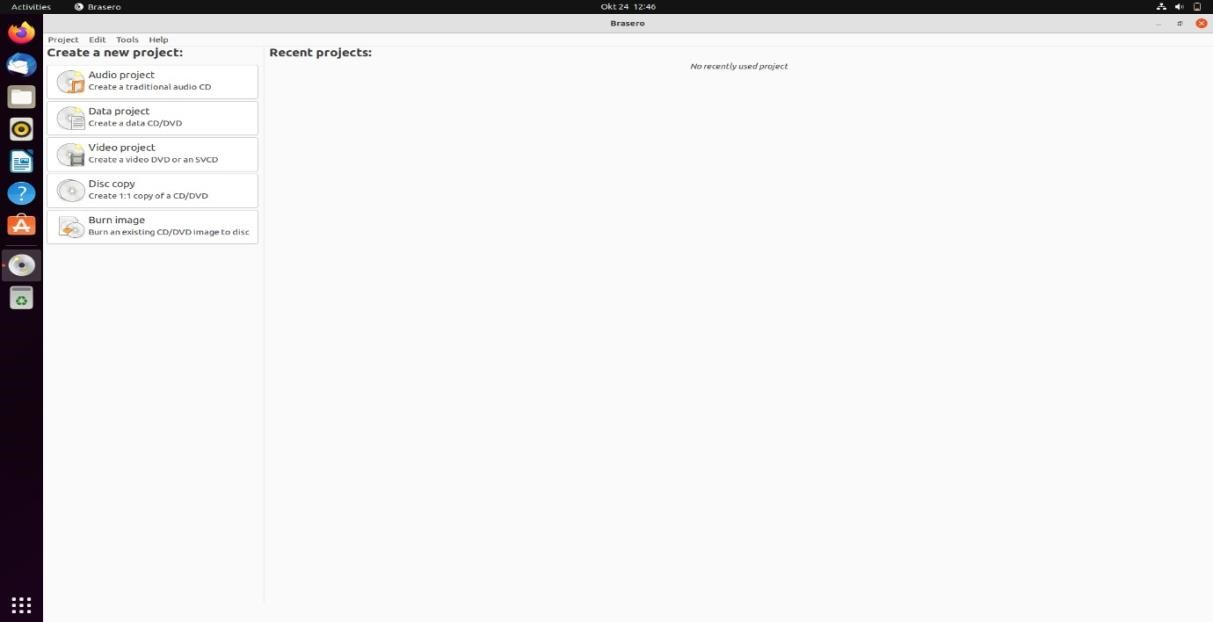 Activities Brasero Okt 24 12:46
Brasero
Project Edit Tools Help
Create a new project:
Audio project
Create a traditional audio CD
Data project
Create a data CD/DVD
Video project
Create a video DVD or an SVCD
Disc copy
Create 1:1 copy of a CD/DVD
Burn image
Burn an existing CD/DVD image to disc
Recent projects:
No recently used project